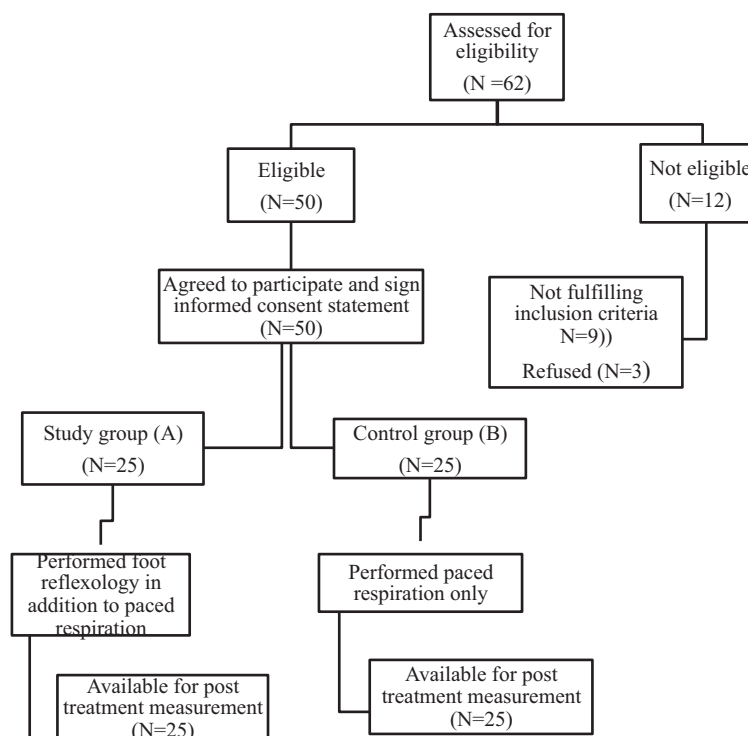 Assessed for
eligibility
(N =62)
Eligible
(N=50)
Not eligible
(N=12)
Agreed to participate and sign
informed consent statement
(N=50)
Not fulfilling
inclusion criteria
N=9))
Refused (N=3)
Study group (A)
(N=25)
Control group (B)
(N=25)
Performed foot
reflexology in
addition to paced
respiration
Performed paced
respiration only
Available for post
treatment measurement
(N=25)
Available for post
treatment measurement
(N=25)